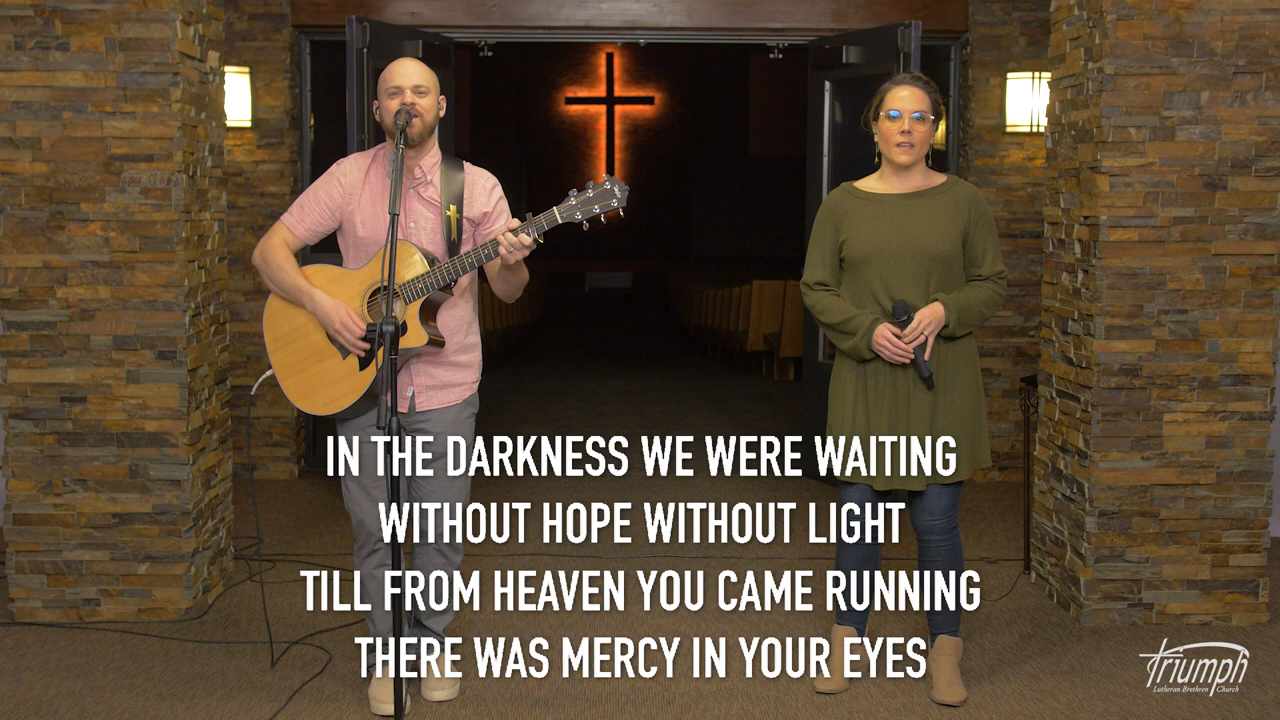 IN THE DARKNESS WE WERE WAITING
WITHOUT HOPE WITHOUT LIGHT
TILL FROM HEAVEN YOU CAME RUNNING
THERE WAS MERCY IN YOUR EYES
Triumph
Lutheran Brethren Church